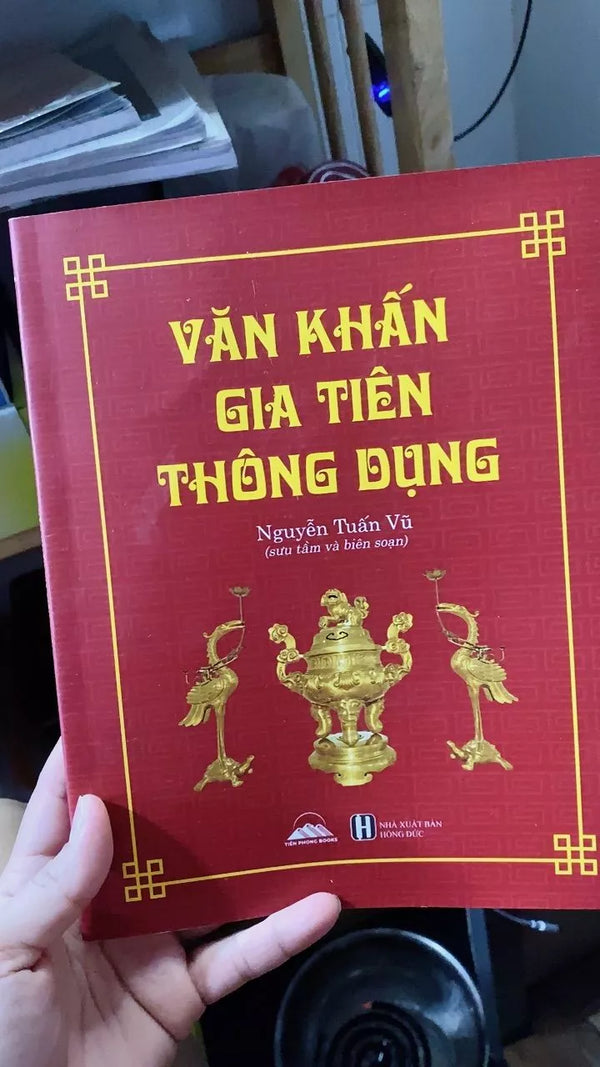 VĂN KHẤN
GIA TIÊN
THÔNG DỤNG
Nguyễn Tuấn Vũ
(sưu tầm và biên soạn)
TIÊN PHONG BOOKS
H
NHÀ XUẤT BẢN
HỒNG ĐỨC